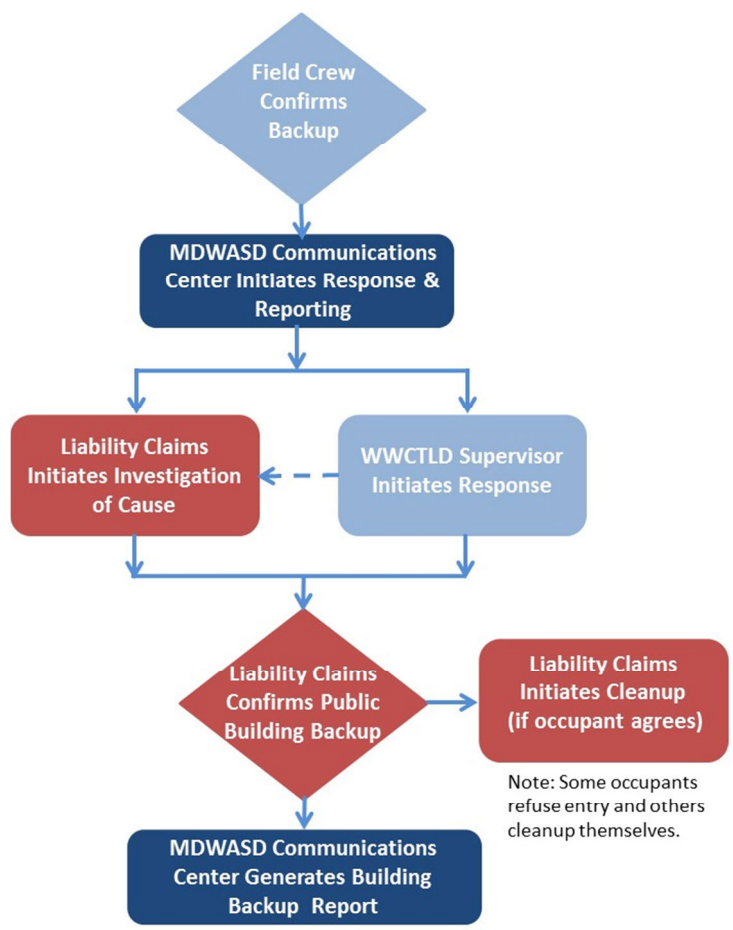 Field Crew
Confirms
Backup
MDWASD Communications
Center Initiates Response &
Reporting
Liability Claims
Initiates Investigation
of Cause
WWCTLD Supervisor
Initiates Response
Liability Claims
Confirms Public
Building Backup
Liability Claims
Initiates Cleanup
(if occupant agrees)
Note: Some occupants
refuse entry and others
cleanup themselves.
MDWASD Communications
Center Generates Building
Backup Report